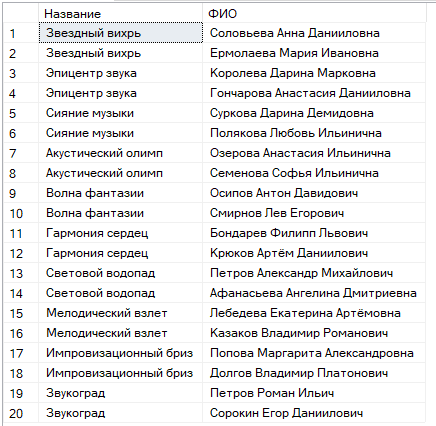 Название ФИО
1 Звездный вихрь Соловьева Анна Данииловна
2 Звездный вихрь Ермолаева Мария Ивановна
3 Эпицентр звука Королева Дарина Марковна
4 Эпицентр звука Гончарова Анастасия Данииловна
5 Сияние музыки Суркова Дарина Демидовна
6 Сияние музыки Полякова Любовь Ильинична
7 Акустический олимп Озерова Анастасия Ильинична
8 Акустический олимп Семенова Софья Ильинична
9 Волна фантазии Осипов Антон Давидович
10 Волна фантазии Смирнов Лев Егорович
11 Гармония сердец Бондарев Филипп Львович
12 Гармония сердец Крюков Артём Даниилович
13 Световой водопад Петров Александр Михайлович
14 Световой водопад Афанасьева Ангелина Дмитриевна
15 Мелодический взлет Лебедева Екатерина Артёмовна
16 Мелодический взлет Казаков Владимир Романович
17 Импровизационный бриз Попова Маргарита Александровна
18 Импровизационный бриз Долгов Владимир Платонович
19 Звукоград Петров Роман Ильич
20 Звукоград Сорокин Егор Даниилович